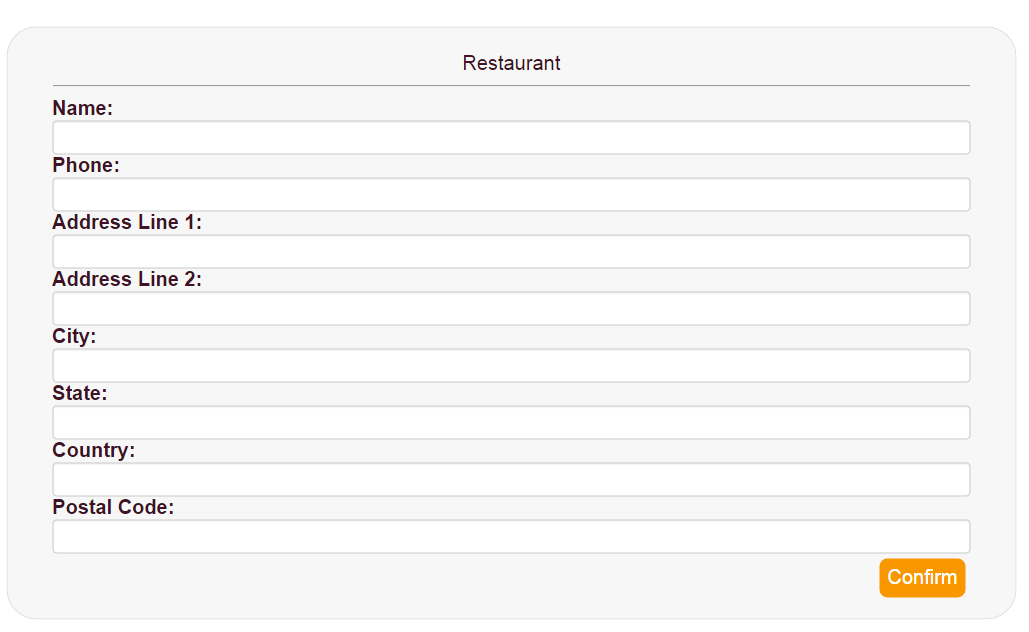 Restaurant
Name:
Phone:
Address Line 1:
Address Line 2:
City:
State:
Country:
Postal Code:
Confirm